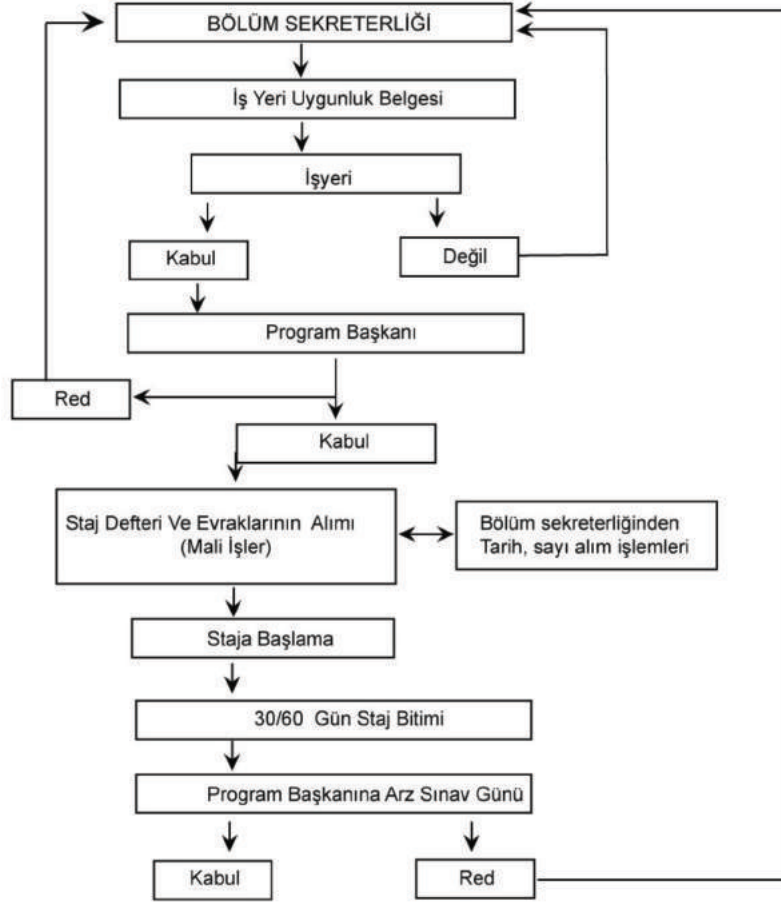 BÖLÜM SEKRETERLİĞİ
İş Yeri Uygunluk Belgesi
İşyeri
Kabul
Değil
Program Başkanı
Red
Kabul
Staj Defteri Ve Evraklarının Alımı
(Mali İşler)
Bölüm sekreterliğinden
Tarih, sayı alım işlemleri
Staja Başlama
30/60 Gün Staj Bitimi
Program Başkanına Arz Sınav Günü
Kabul
Red